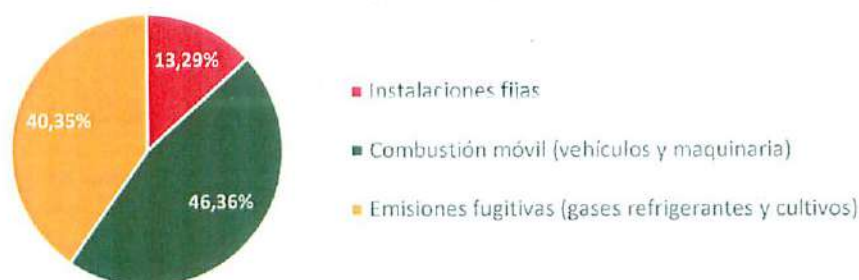 13,29%
40,35%
46,36%
Instalaciones fijas
Combustión móvil (vehículos y maquinaria)
Emisiones fugitivas (gases refrigerantes y cultivos)